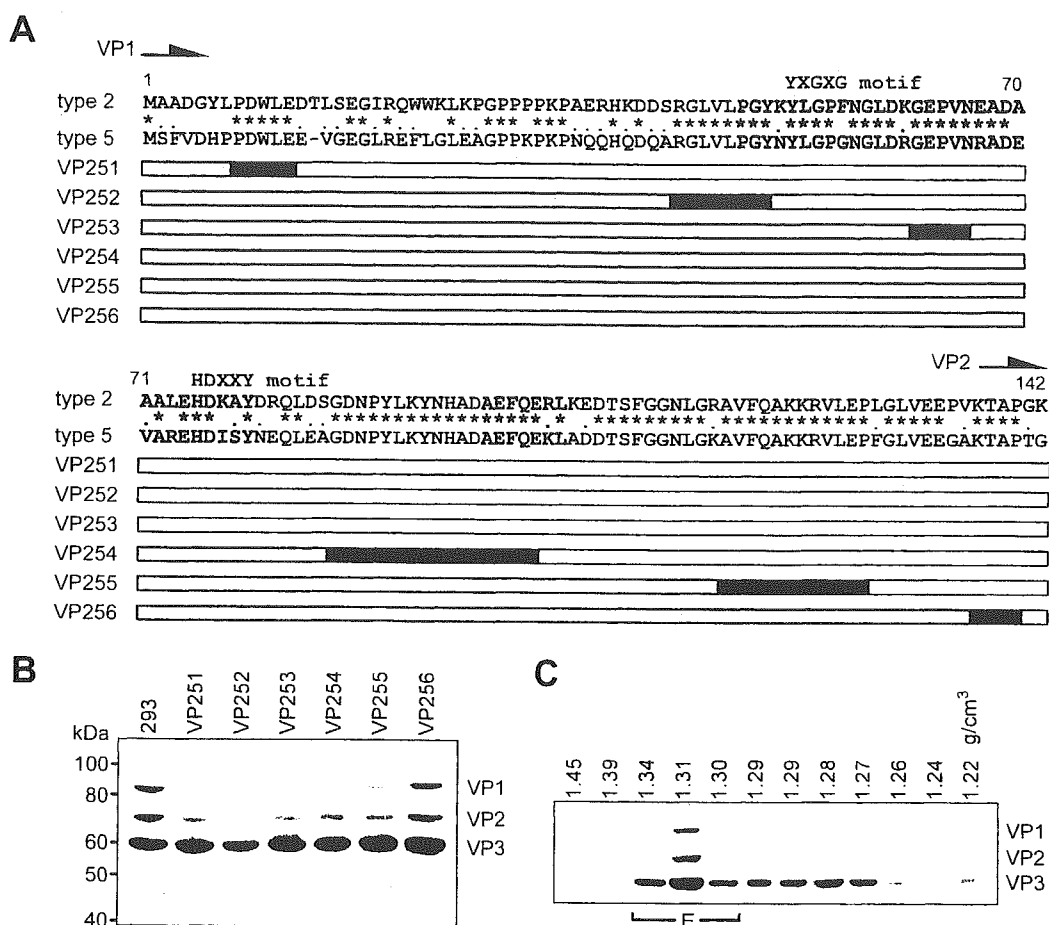 A
VP1
1 YXGXG motif 70
type 2 MAADGYLPDWLEDTLSEGIRQWWKLKPGPPPPKPAERHKDDSRGLVLPGYKYLGPFNGLDKGEPVNEADA
type 5 MSFVDHPPDWLEE-VGEGLREFLGLEAGPPKPKPNQQHQDQARGLVLPGYNYLGPGNGLDRGEPVNRADE
VP251
VP252
VP253
VP254
VP255
VP256
VP2
71 HDXXY motif 142
type 2 AALEHDKAYDRQLDSGDNPYLKYNHADAEFQERLKEDTSFGGNLGRAVFQAKKRVLEPLGLVEEPVKTAPGK
type 5 VAREHDISYNEQLEAGDNPYLKYNHADAEFQEKLADDTSFGGNLGKAVFQAKKRVLEPFGLVEEGAKTAPTG
VP251
VP252
VP253
VP254
VP255
VP256
B
293 VP251 VP252 VP253 VP254 VP255 VP256
kDa
100
80
60
50
40
VP1
VP2
VP3
C
1.45 1.39 1.34 1.31 1.30 1.29 1.29 1.28 1.27 1.26 1.24 1.22 g/cm3
VP1
VP2
VP3
F